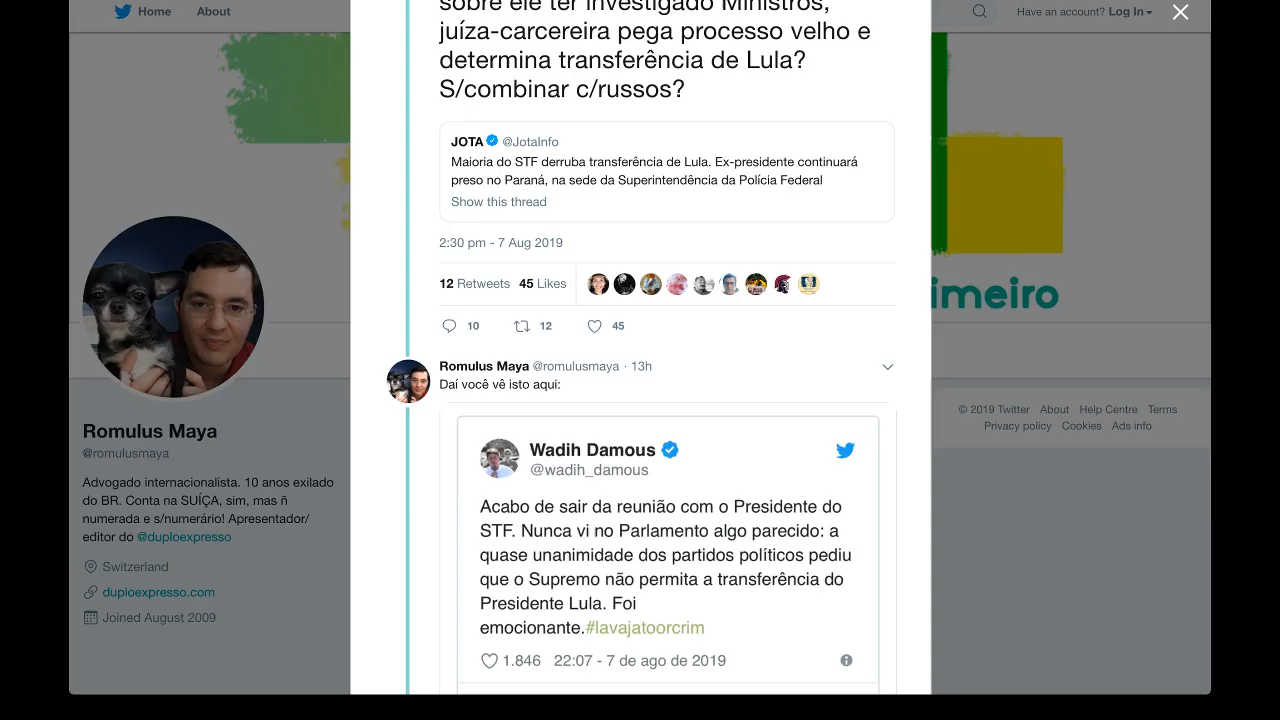 Home
About
Have an account? Log In
sobre ele ter investigado Ministros,
juíza-carcereira pega processo velho e
determina transferência de Lula?
S/combinar c/russos?
JOTA @JotaInfo
Maioria do STF derruba transferência de Lula. Ex-presidente continuará
preso no Paraná, na sede da Superintendência da Polícia Federal
Show this thread
2:30 pm - 7 Aug 2019
12 Retweets 45 Likes
10 12 45
Romulus Maya @romulusmaya · 13h
Daí você vê isto aqui:
Wadih Damous
@wadih_damous
Acabo de sair da reunião com o Presidente do
STF. Nunca vi no Parlamento algo parecido: a
quase unanimidade dos partidos políticos pediu
que o Supremo não permita a transferência do
Presidente Lula. Foi
emocionante.#lavajatoorcrim
1.846 22:07 - 7 de ago de 2019
Romulus Maya
@romulusmaya
Advogado internacionalista. 10 anos exilado
do BR. Conta na SUÍÇA, sim, mas ñ
numerada e s/numerário! Apresentador/
editor do @duploexpresso
Switzerland
duploexpresso.com
Joined August 2009
imeiro
© 2019 Twitter About Help Centre Terms
Privacy policy Cookies Ads info